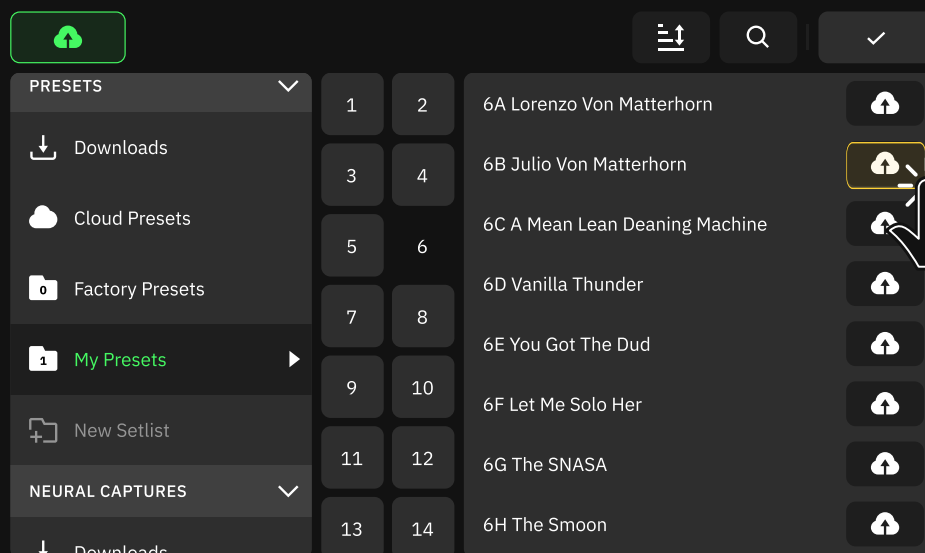 PRESETS
Downloads
Cloud Presets
0 Factory Presets
1 My Presets
New Setlist
NEURAL CAPTURES
Downloads
1 2
3 4
5 6
7 8
9 10
11 12
13 14
6A Lorenzo Von Matterhorn
6B Julio Von Matterhorn
6C A Mean Lean Deaning Machine
6D Vanilla Thunder
6E You Got The Dud
6F Let Me Solo Her
6G The SNASA
6H The Smoon